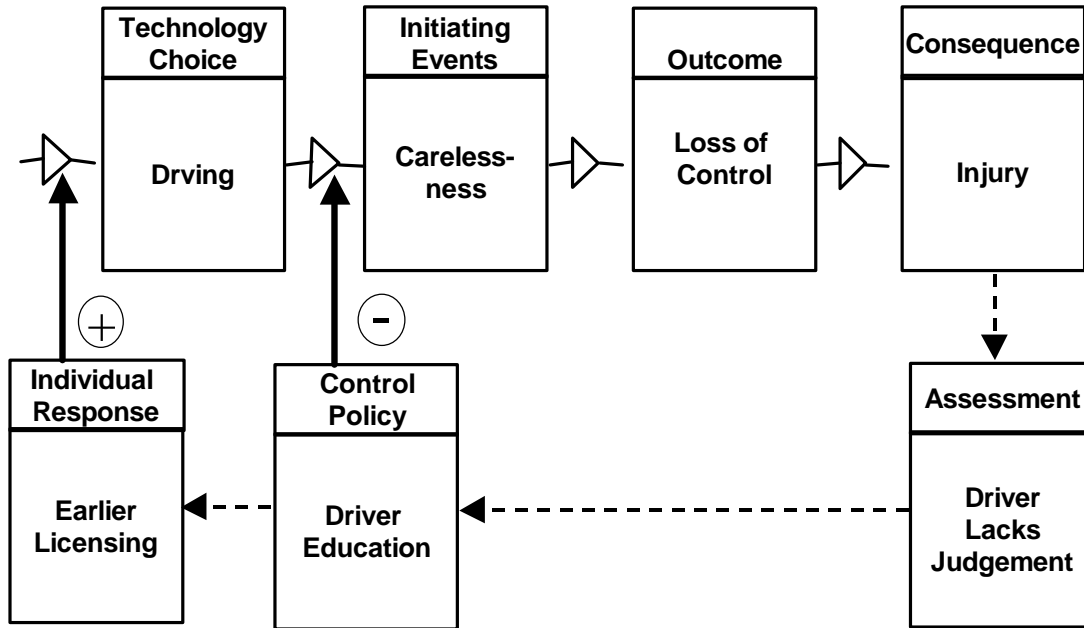 Technology
Choice
Drving
Initiating
Events
Careless-
ness
Outcome
Loss of
Control
Consequence
Injury
+
-
Individual
Response
Earlier
Licensing
Control
Policy
Driver
Education
Assessment
Driver
Lacks
Judgement